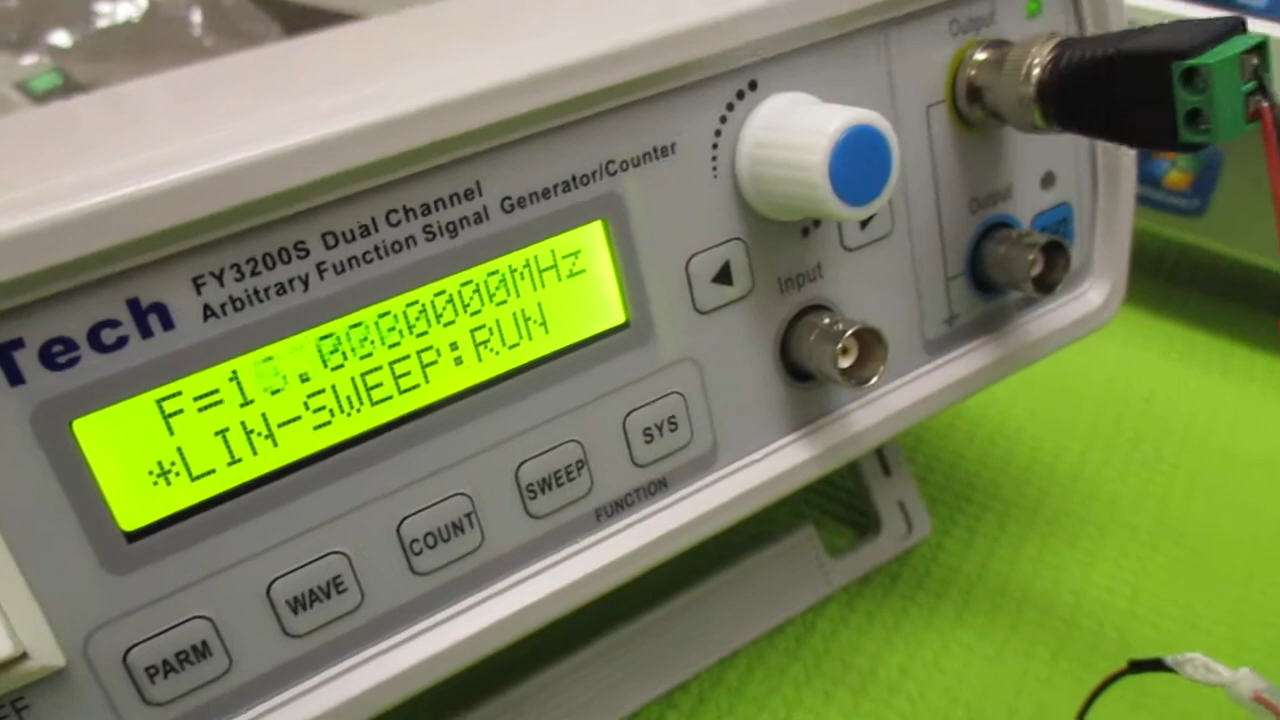 Tech
FY3200S Dual Channel
Arbitrary Function Signal Generator/Counter
*LIN-SWEEP:RUN
PARM
WAVE
COUNT
SWEEP
SYS
FUNCTION
Input
Output
Output